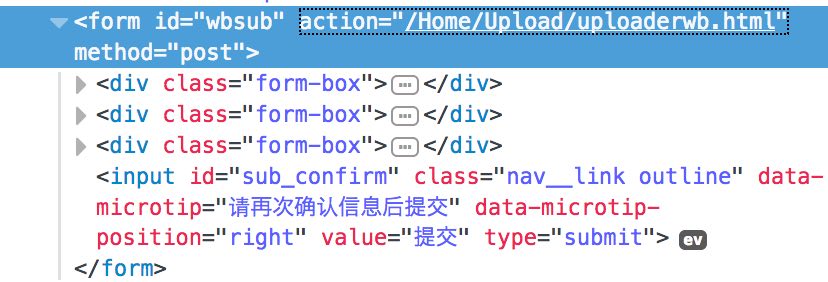 <form id="wbsub" action="/Home/Upload/uploaderwb.html"
method="post">
<div class="form-box"> ··· </div>
<div class="form-box"> ··· </div>
<div class="form-box"> ··· </div>
<input id="sub_confirm" class="nav__link outline" data-
microtip="请再次确认信息后提交" data-microtip-
position="right" value="提交" type="submit"> ev
</form>